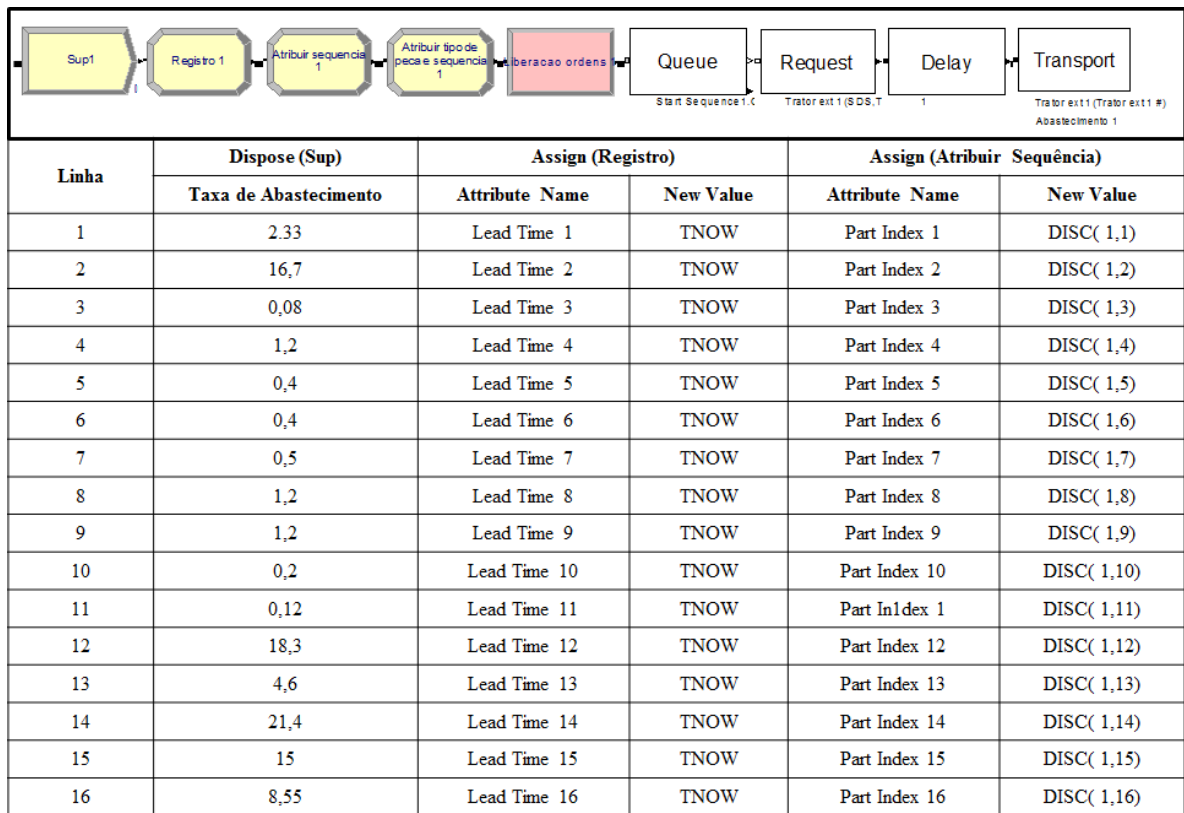 Sup1
Registro 1
Atribuir sequencia
1
Atribuir tipo de
peca e sequencia
1
liberacao ordens
Queue
Start Sequence 1.
Request
Trator ext 1 (SDS,T
Delay
1
Transport
Trator ext 1 (Trator ext 1 #)
Abastecimento 1
Linha Dispose (Sup) Assign (Registro) Assign (Atribuir Sequência)
Taxa de Abastecimento Attribute Name New Value Attribute Name New Value
1 2.33 Lead Time 1 TNOW Part Index 1 DISC( 1,1)
2 16,7 Lead Time 2 TNOW Part Index 2 DISC( 1,2)
3 0,08 Lead Time 3 TNOW Part Index 3 DISC( 1,3)
4 1,2 Lead Time 4 TNOW Part Index 4 DISC( 1,4)
5 0,4 Lead Time 5 TNOW Part Index 5 DISC( 1,5)
6 0,4 Lead Time 6 TNOW Part Index 6 DISC( 1,6)
7 0,5 Lead Time 7 TNOW Part Index 7 DISC( 1,7)
8 1,2 Lead Time 8 TNOW Part Index 8 DISC( 1,8)
9 1,2 Lead Time 9 TNOW Part Index 9 DISC( 1,9)
10 0,2 Lead Time 10 TNOW Part Index 10 DISC( 1,10)
11 0,12 Lead Time 11 TNOW Part In1dex 1 DISC( 1,11)
12 18,3 Lead Time 12 TNOW Part Index 12 DISC( 1,12)
13 4,6 Lead Time 13 TNOW Part Index 13 DISC( 1,13)
14 21,4 Lead Time 14 TNOW Part Index 14 DISC( 1,14)
15 15 Lead Time 15 TNOW Part Index 15 DISC( 1,15)
16 8,55 Lead Time 16 TNOW Part Index 16 DISC( 1,16)